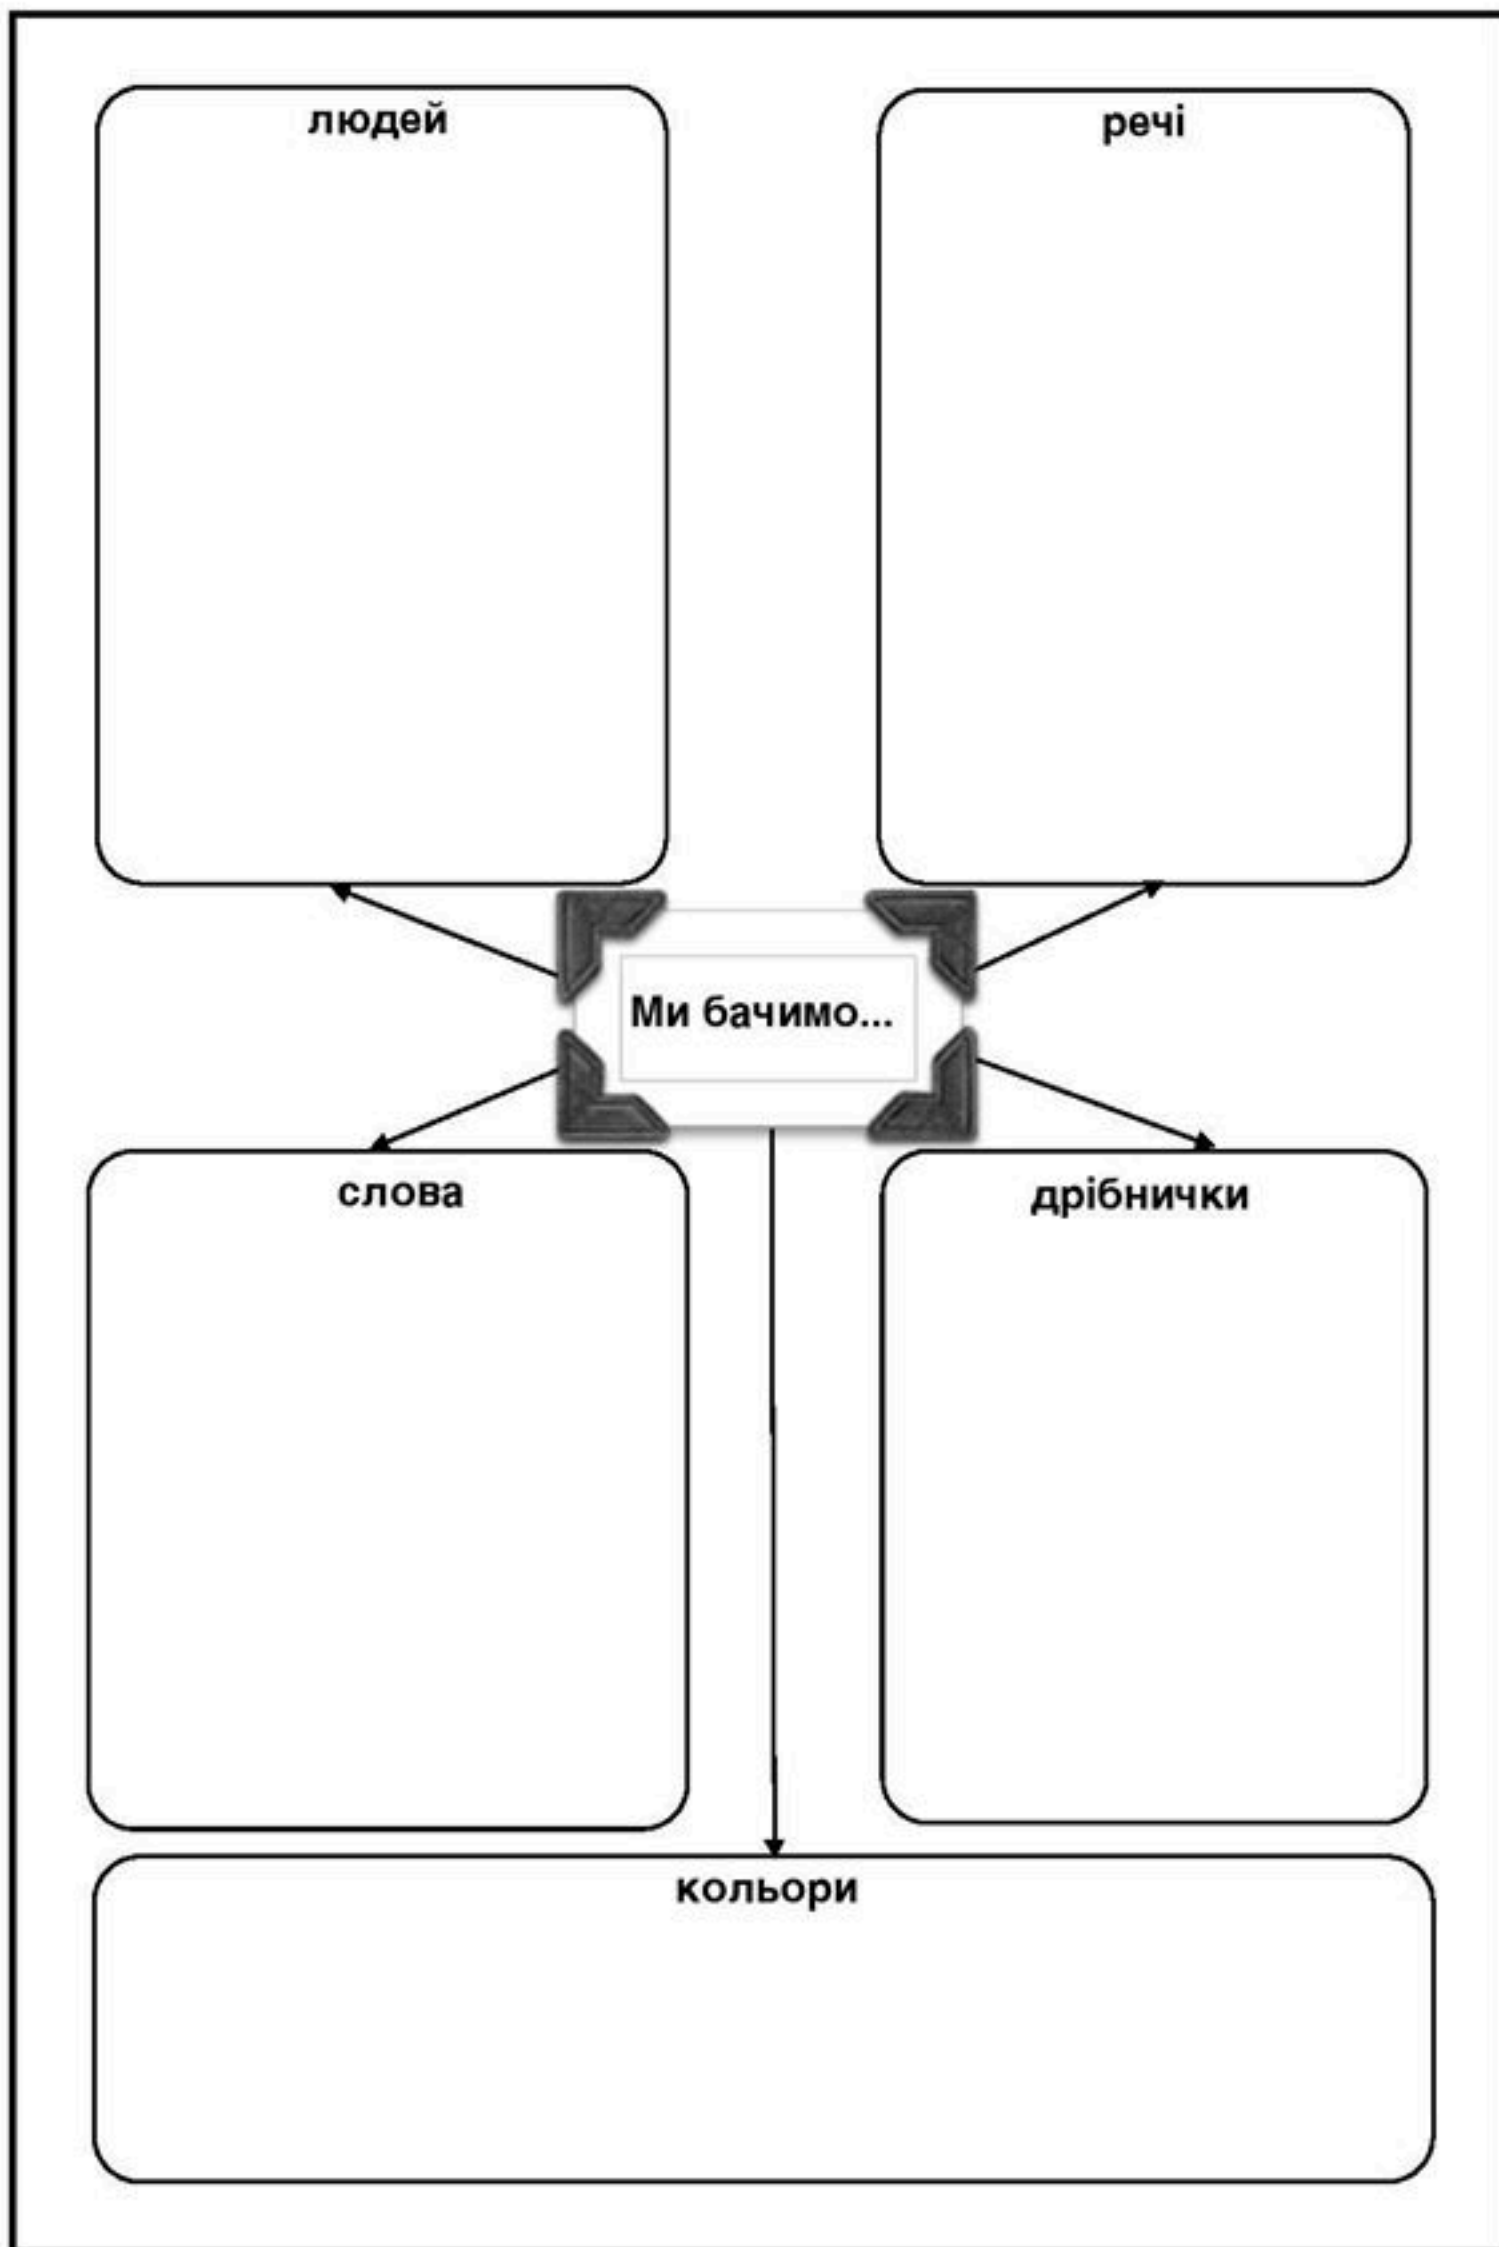 людей
речі
Ми бачимо...
слова
дрібнички
кольори